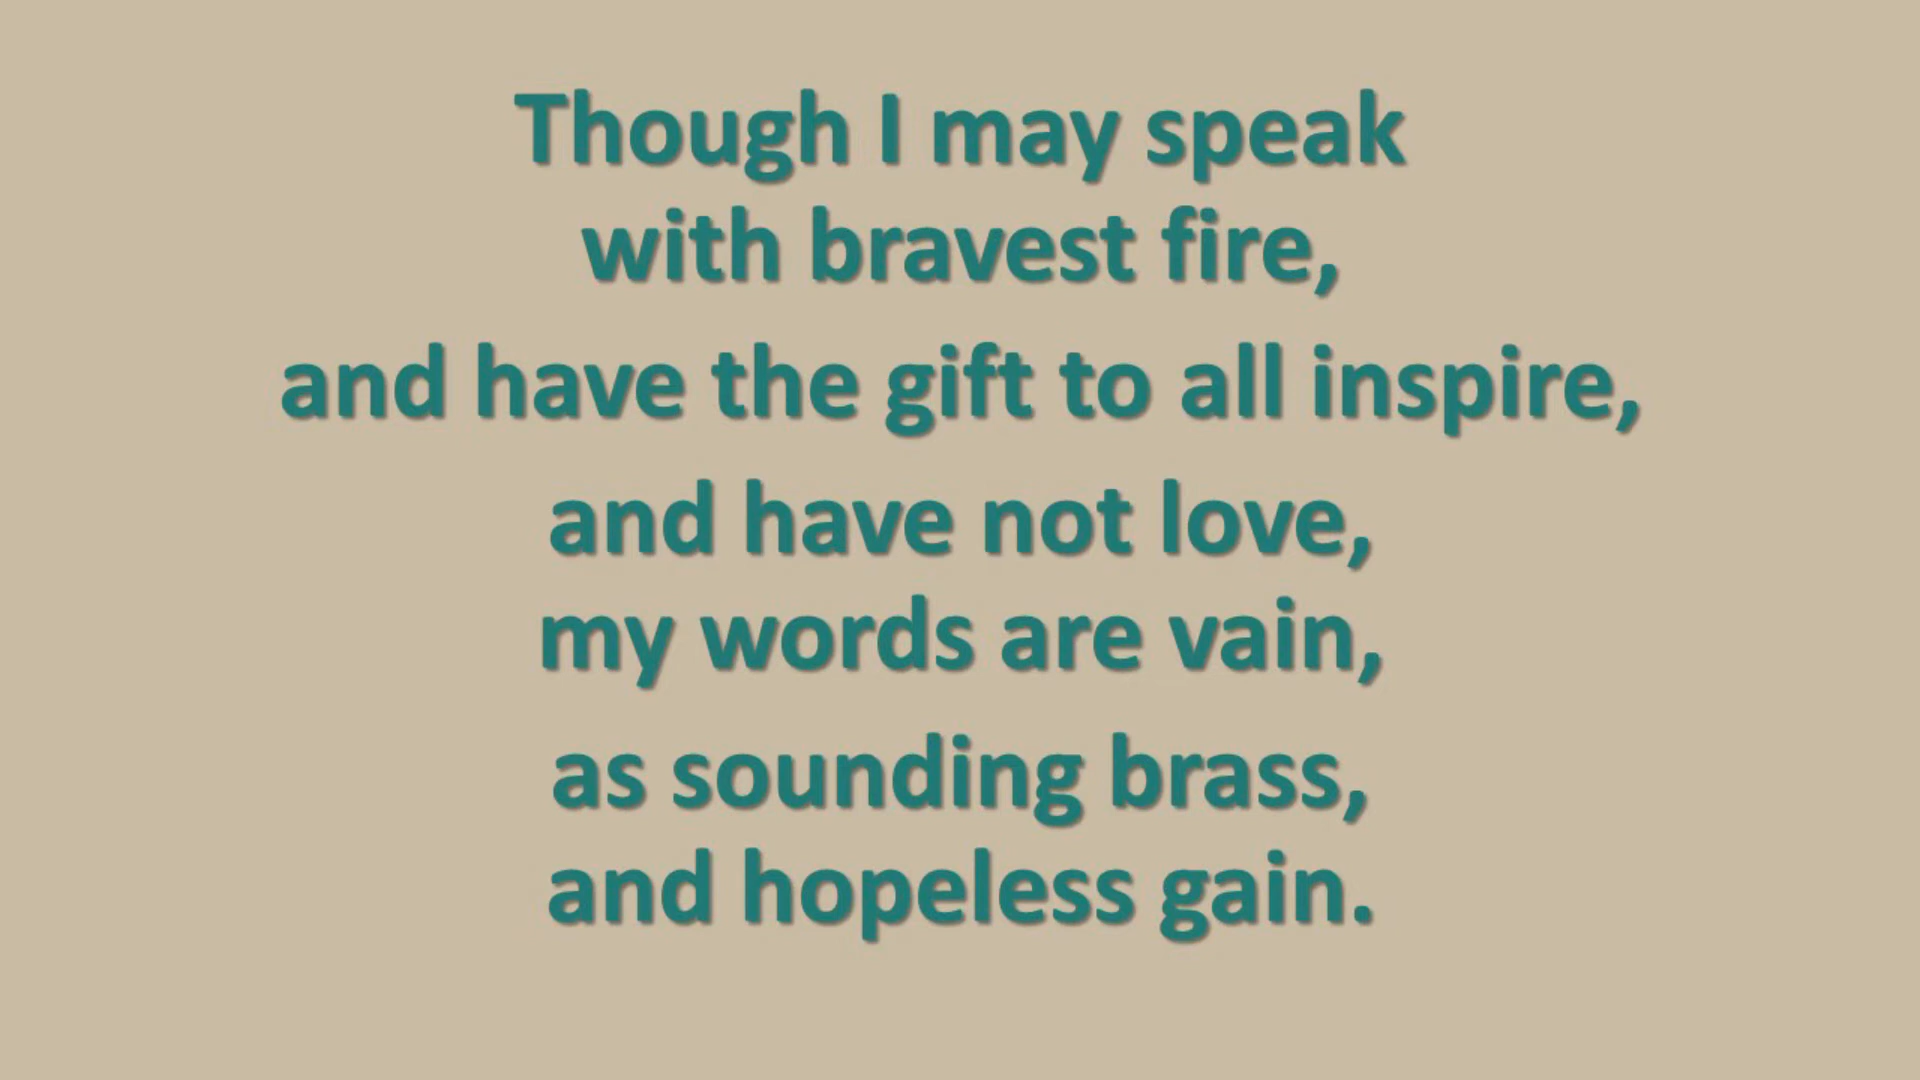 Though I may speak
with bravest fire,
and have the gift to all inspire,
and have not love,
my words are vain,
as sounding brass,
and hopeless gain.